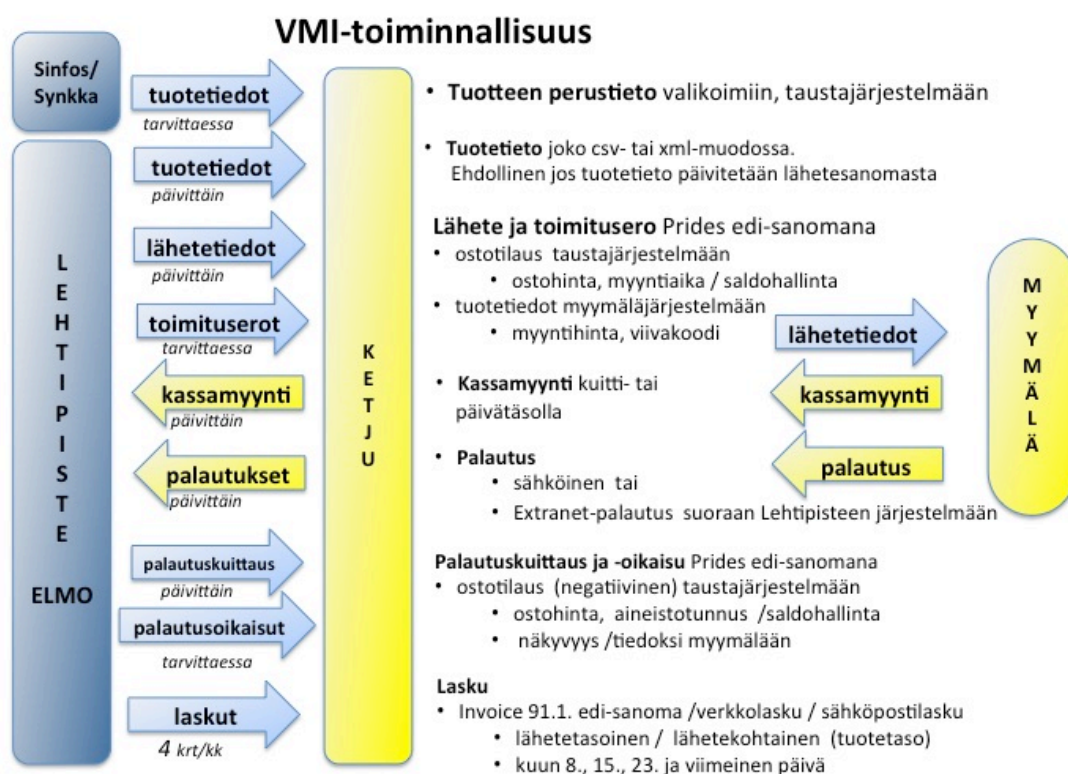 VMI-toiminnallisuus
Sinfos/
Synkka
tuotetiedot
tarvittaessa
• Tuotteen perustieto valikoimiin, taustajärjestelmään
tuotetiedot
päivittäin
• Tuotetieto joko csv- tai xml-muodossa.
Ehdollinen jos tuotetieto päivitetään lähetesanomasta
LEHTIPISTE
ELMO
KETJU
MYYMÄLÄ
lähetetiedot
päivittäin
toimituserot
tarvittaessa
Lähete ja toimitusero Prides edi-sanomana
• ostotilaus taustajärjestelmään
• ostohinta, myyntiaika / saldohallinta
• tuotetiedot myymäläjärjestelmään
• myyntihinta, viivakoodi
lähetetiedot
kassamyynti
päivittäin
• Kassamyynti kuitti- tai
päivätasolla
kassamyynti
palautukset
päivittäin
• Palautus
• sähköinen tai
• Extranet-palautus suoraan Lehtipisteen järjestelmään
palautus
palautuskuittaus
päivittäin
palautusoikaisut
tarvittaessa
Palautuskuittaus ja -oikaisu Prides edi-sanomana
• ostotilaus (negatiivinen) taustajärjestelmään
• ostohinta, aineistotunnus /saldohallinta
• näkyvyys /tiedoksi myymälään
laskut
4 krt/kk
Lasku
• Invoice 91.1. edi-sanoma /verkkolasku / sähköpostilasku
• lähetetasoinen / lähetekohtainen (tuotetaso)
• kuun 8., 15., 23. ja viimeinen päivä